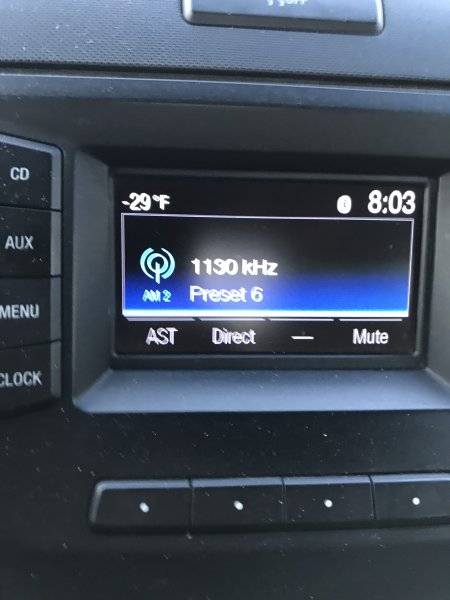 CD
AUX
MENU
CLOCK
-29°F 8:03
1130 kHz
AM 2 Preset 6
AST Direct — Mute